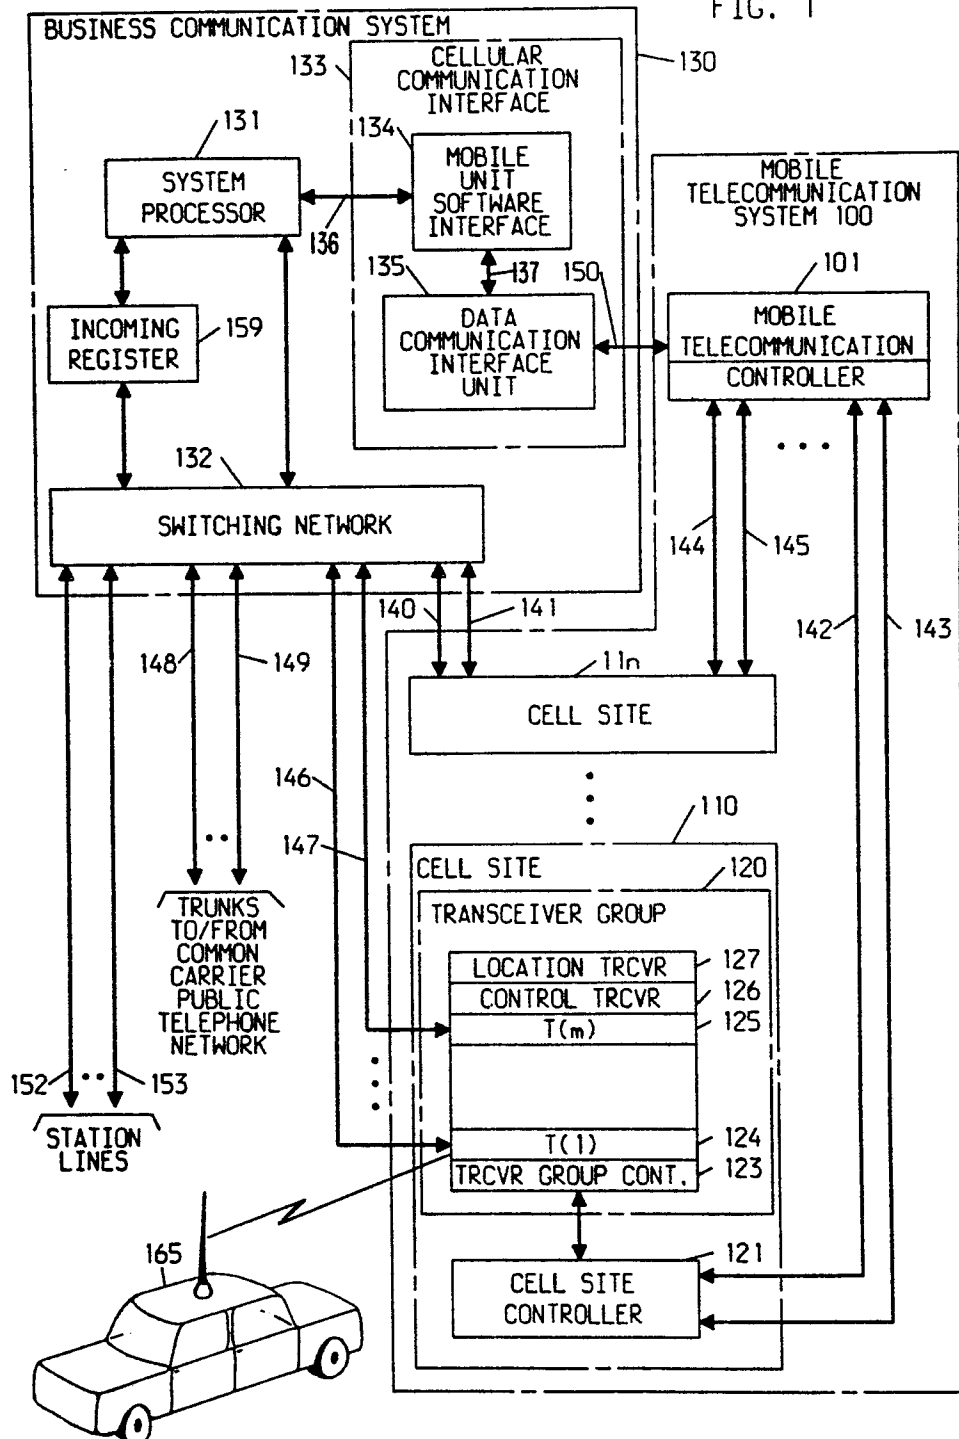 FIG. 1
BUSINESS COMMUNICATION SYSTEM
130
133
CELLULAR
COMMUNICATION
INTERFACE
131
134
SYSTEM
PROCESSOR
MOBILE
UNIT
SOFTWARE
INTERFACE
136
MOBILE
TELECOMMUNICATION
SYSTEM 100
135
137
150
101
INCOMING
REGISTER
159
DATA
COMMUNICATION
INTERFACE
UNIT
MOBILE
TELECOMMUNICATION
CONTROLLER
132
SWITCHING NETWORK
144
145
140
141
142
143
148
149
11n
CELL SITE
146
147
110
CELL SITE
120
TRANSCEIVER GROUP
TRUNKS
TO/FROM
COMMON
CARRIER
PUBLIC
TELEPHONE
NETWORK
LOCATION TRCVR
127
CONTROL TRCVR
126
T(m)
125
152
153
STATION
LINES
T(1)
124
TRCVR GROUP CONT.
123
165
121
CELL SITE
CONTROLLER